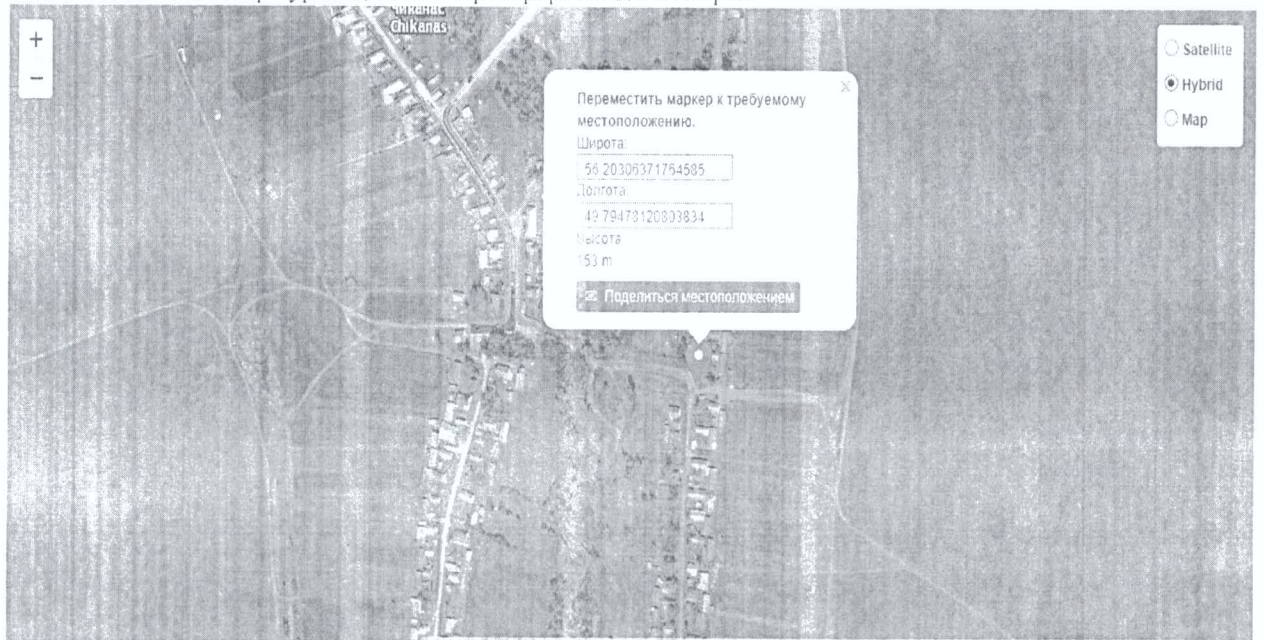 Чиканас
Chikanas
+
−
Satellite
Hybrid
Map
Переместить маркер к требуемому
местоположению.
Широта:
56.20306371764585
Долгота:
49.79478120803834
Высота
153 m
Поделиться местоположением